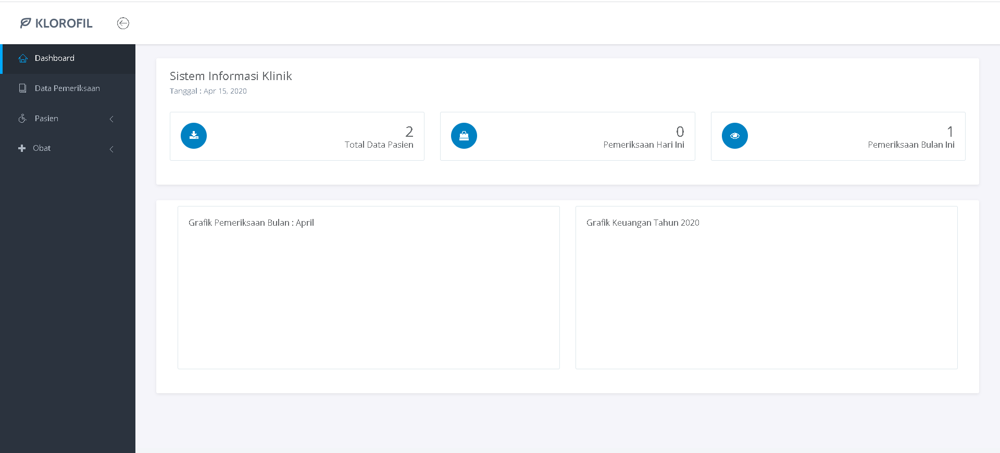 KLOROFIL
Dashboard
Data Pemeriksaan
Pasien
Obat
Sistem Informasi Klinik
Tanggal : Apr 15, 2020
2
Total Data Pasien
0
Pemeriksaan Hari Ini
1
Pemeriksaan Bulan Ini
Grafik Pemeriksaan Bulan : April
Grafik Keuangan Tahun 2020